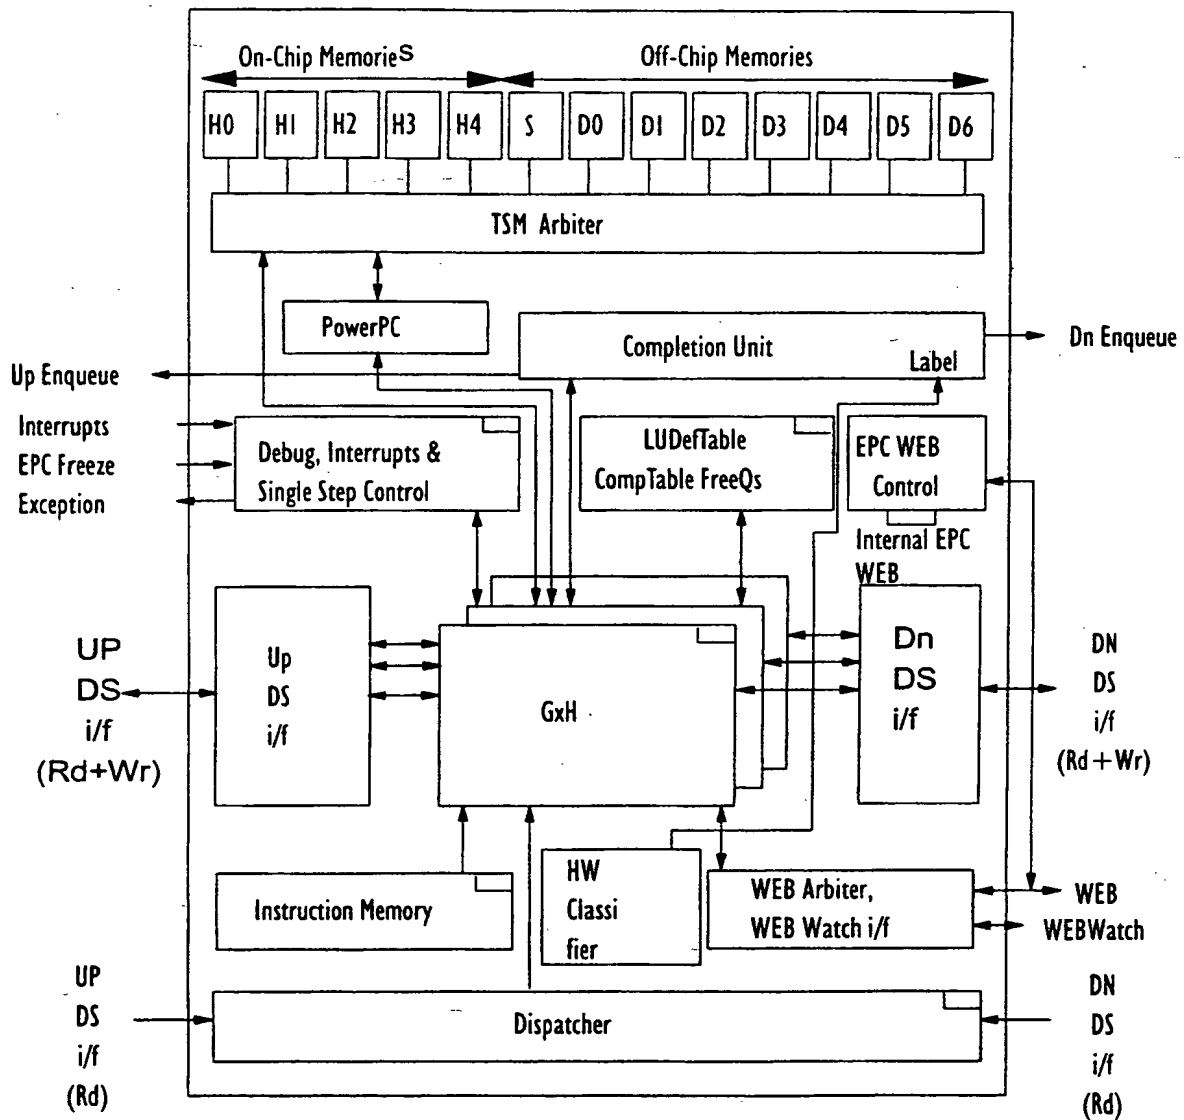 On-Chip MemorieS
Off-Chip Memories
H0
H1
H2
H3
H4
S
D0
D1
D2
D3
D4
D5
D6
TSM Arbiter
PowerPC
Completion Unit
Label
Dn Enqueue
Up Enqueue
Interrupts
EPC Freeze
Exception
Debug, Interrupts &
Single Step Control
LUDefTable
CompTable FreeQs
EPC WEB
Control
Internal EPC
WEB
UP
DS
i/f
(Rd+Wr)
Up
DS
i/f
GxH
Dn
DS
i/f
DN
DS
i/f
(Rd+Wr)
Instruction Memory
HW
Classi
fier
WEB Arbiter,
WEB Watch i/f
WEB
WEBWatch
UP
DS
i/f
(Rd)
Dispatcher
DN
DS
i/f
(Rd)